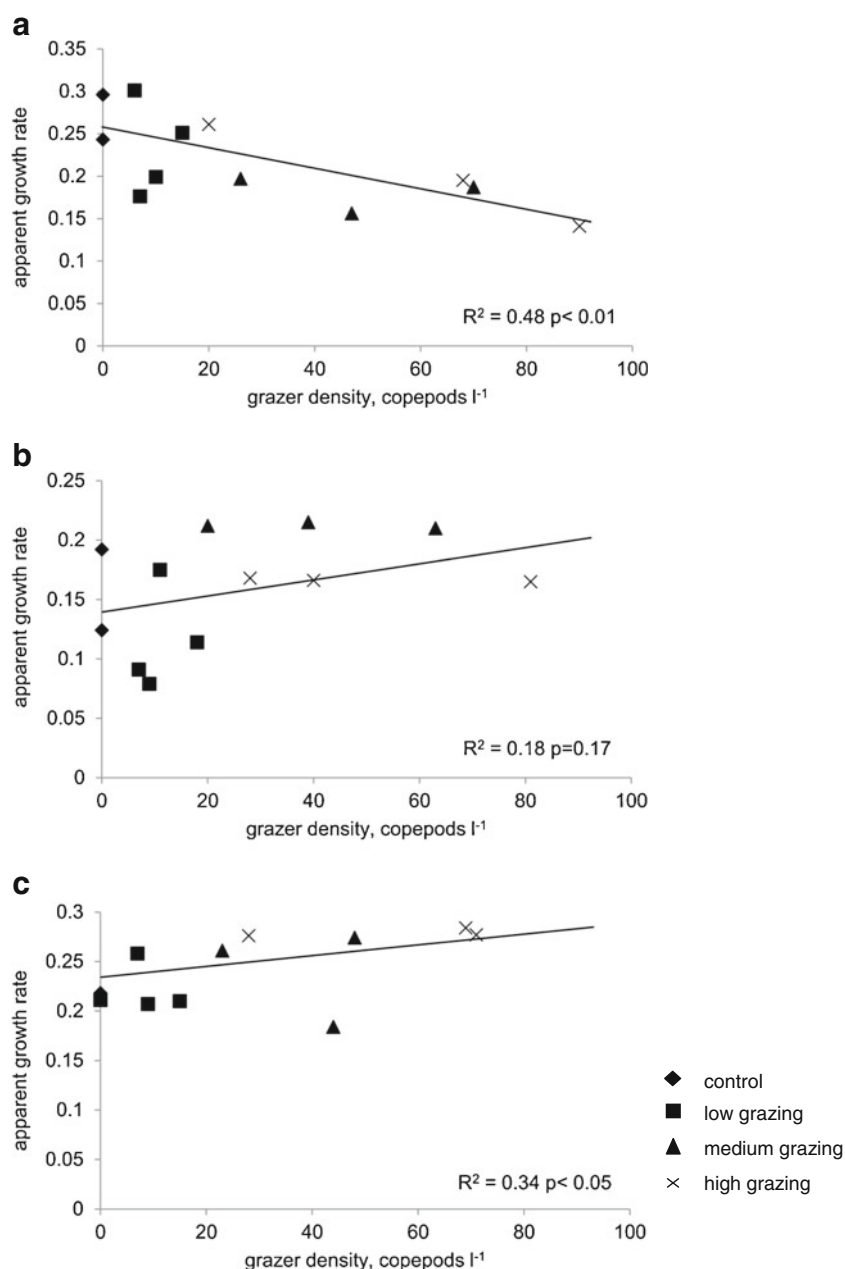 a
0.35
0.3
0.25
0.2
0.15
0.1
0.05
0
apparent growth rate
R² = 0.48 p< 0.01
0 20 40 60 80 100
grazer density, copepods l⁻¹
b
0.25
0.2
0.15
0.1
0.05
0
apparent growth rate
R² = 0.18 p=0.17
0 20 40 60 80 100
grazer density, copepods l⁻¹
c
0.3
0.25
0.2
0.15
0.1
0.05
0
apparent growth rate
R² = 0.34 p< 0.05
0 20 40 60 80 100
grazer density, copepods l⁻¹
control
low grazing
medium grazing
high grazing